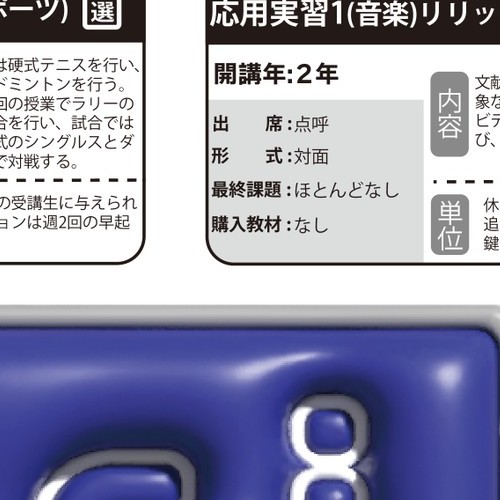 ポーツ) 選
は硬式テニスを行い、
ドミントンを行う。
回の授業でラリーの
合を行い、試合では
式のシングルスとダ
で対戦する。
の受講生に与えられ
ョンは週2回の早起
応用実習1(音楽)リリッ
開講年:2年
出 席:点呼
形 式:対面
最終課題:ほとんどなし
購入教材:なし
内容
文献
象な
ビデ
び、
単位
休
追
鍵